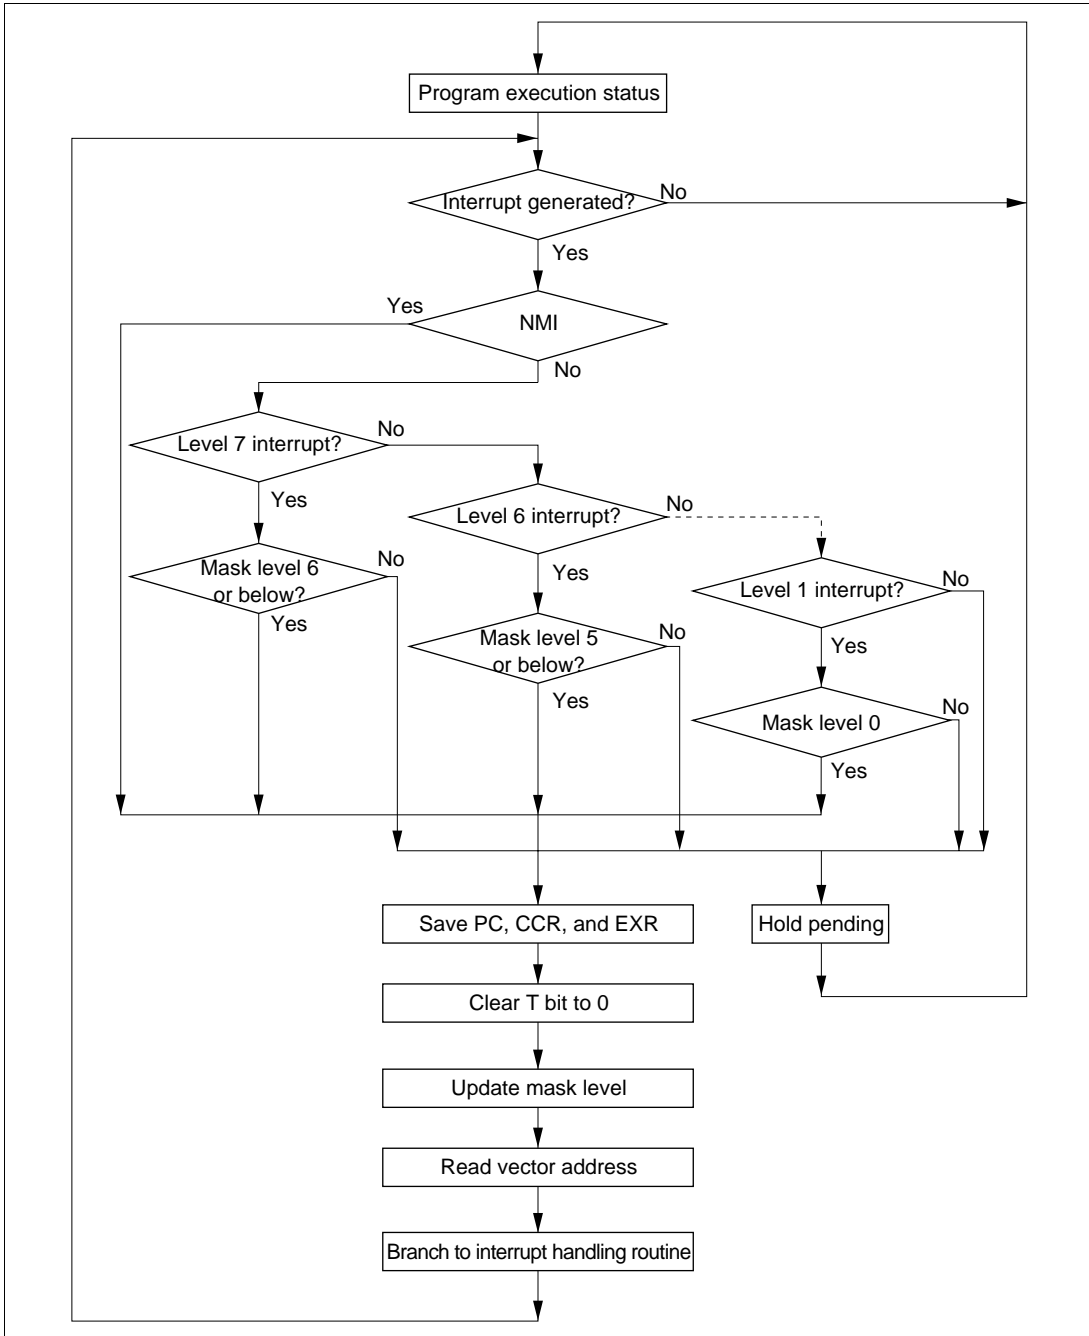 Program execution status
Interrupt generated?
No
Yes
Yes
NMI
No
Level 7 interrupt?
No
Yes
Level 6 interrupt?
No
Mask level 6
or below?
No
Yes
Yes
Level 1 interrupt?
No
Mask level 5
or below?
No
Yes
Yes
Mask level 0
No
Yes
Save PC, CCR, and EXR
Hold pending
Clear T bit to 0
Update mask level
Read vector address
Branch to interrupt handling routine